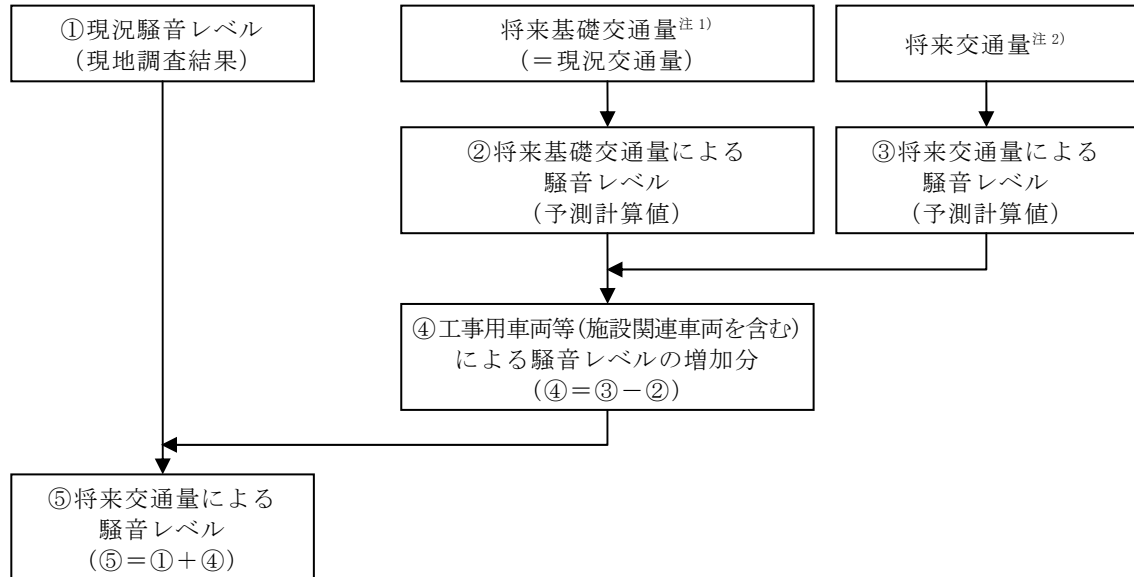 ①現況騒音レベル
(現地調査結果)
将来基礎交通量注1)
(=現況交通量)
将来交通量注2)
②将来基礎交通量による
騒音レベル
(予測計算値)
③将来交通量による
騒音レベル
(予測計算値)
④工事用車両等(施設関連車両を含む)
による騒音レベルの増加分
(④=③-②)
⑤将来交通量による
騒音レベル
(⑤=①+④)